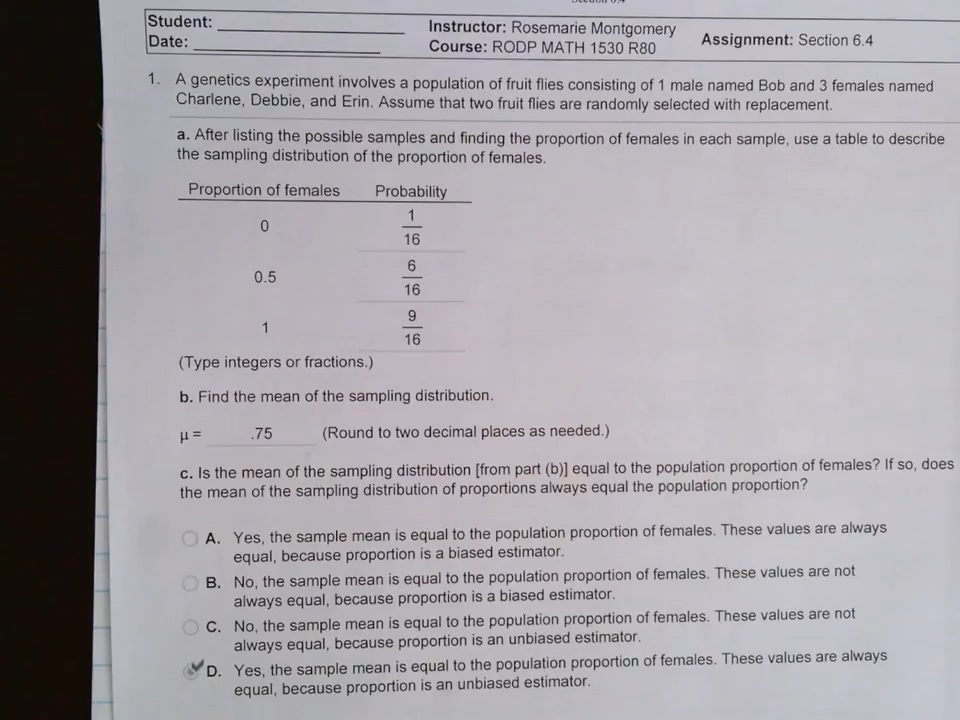 Student:
Date:
Instructor: Rosemarie Montgomery
Course: RODP MATH 1530 R80
Assignment: Section 6.4
1. A genetics experiment involves a population of fruit flies consisting of 1 male named Bob and 3 females named
Charlene, Debbie, and Erin. Assume that two fruit flies are randomly selected with replacement.
a. After listing the possible samples and finding the proportion of females in each sample, use a table to describe
the sampling distribution of the proportion of females.
Proportion of females Probability
0 1/16
0.5 6/16
1 9/16
(Type integers or fractions.)
b. Find the mean of the sampling distribution.
μ = .75 (Round to two decimal places as needed.)
c. Is the mean of the sampling distribution [from part (b)] equal to the population proportion of females? If so, does
the mean of the sampling distribution of proportions always equal the population proportion?
A. Yes, the sample mean is equal to the population proportion of females. These values are always
equal, because proportion is a biased estimator.
B. No, the sample mean is equal to the population proportion of females. These values are not
always equal, because proportion is a biased estimator.
C. No, the sample mean is equal to the population proportion of females. These values are not
always equal, because proportion is an unbiased estimator.
D. Yes, the sample mean is equal to the population proportion of females. These values are always
equal, because proportion is an unbiased estimator.